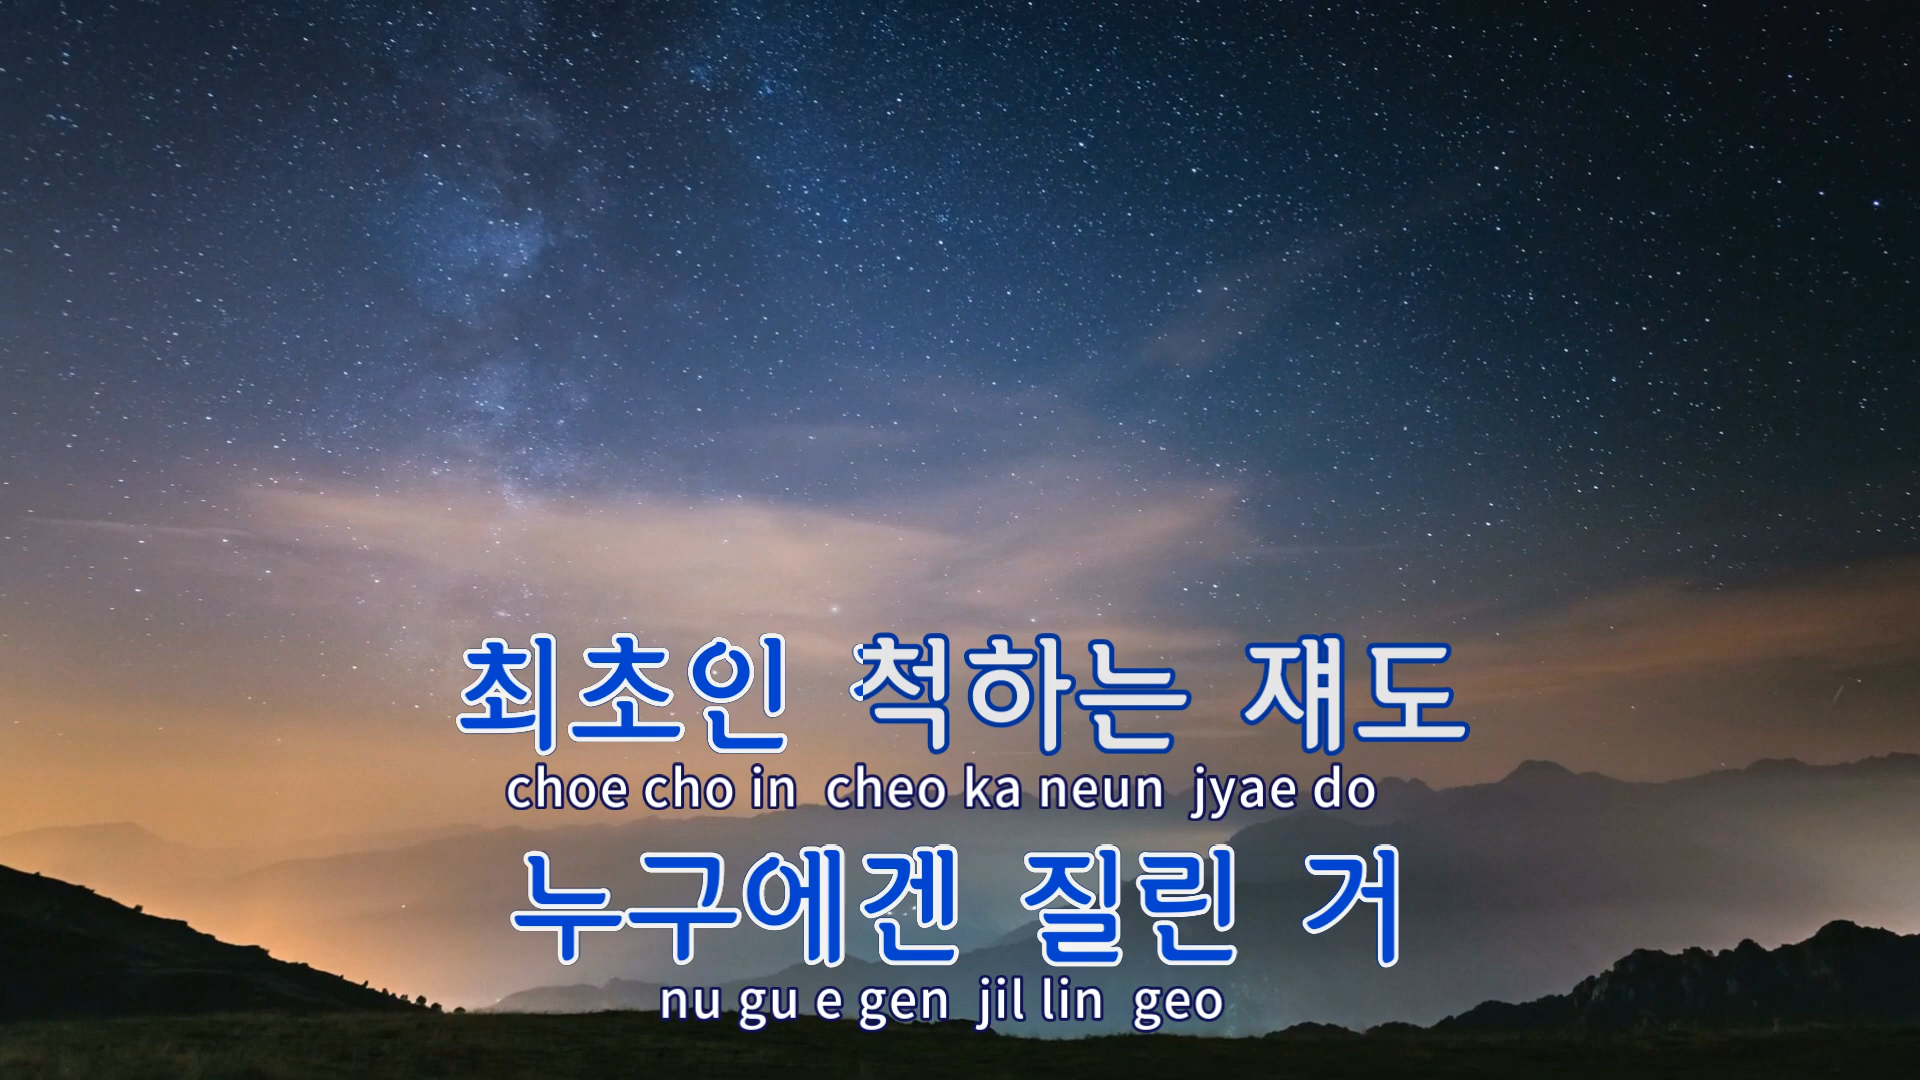 최초인 척하는 쟤도
choe cho in cheo ka neun jyae do
누구에겐 질린 거
nu gu e gen jil lin geo